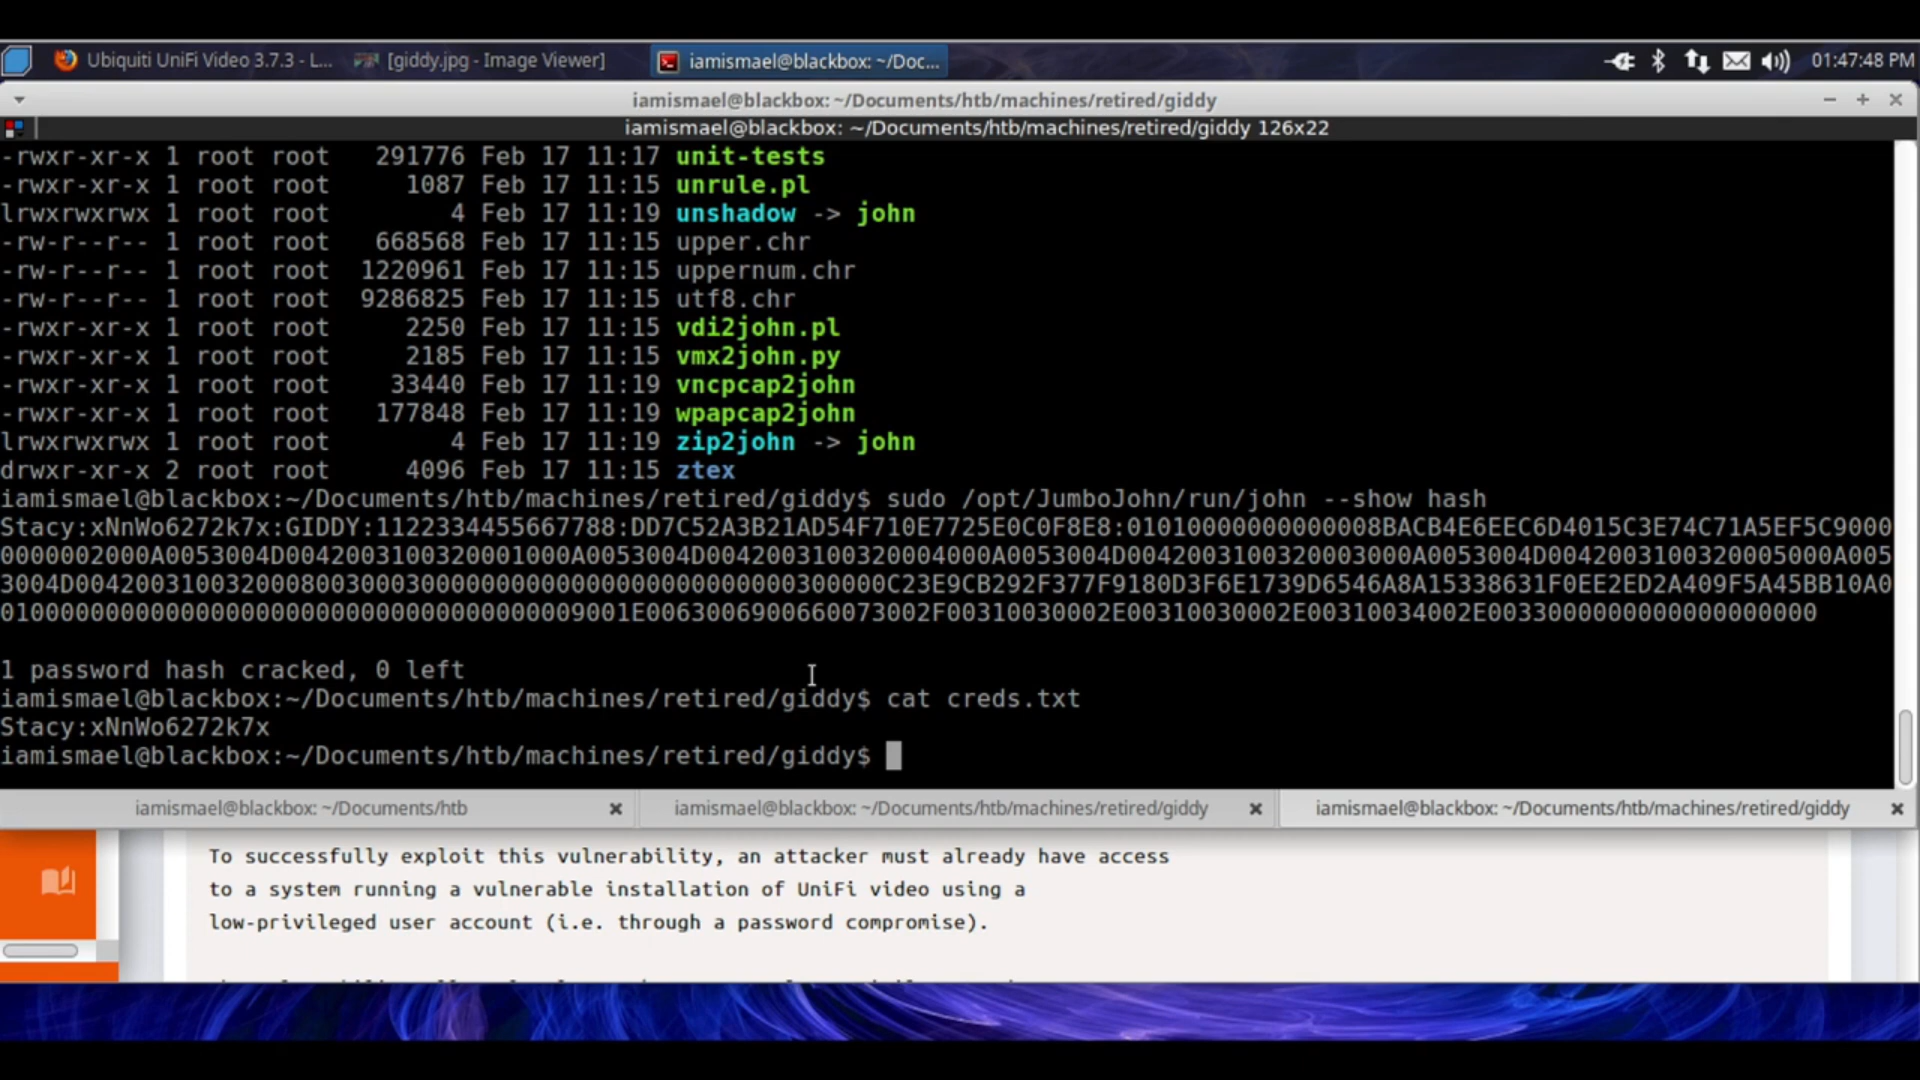 Ubiquiti UniFi Video 3.7.3 - L... [giddy.jpg - Image Viewer] iamismael@blackbox: ~/Doc... 01:47:48 PM
iamismael@blackbox: ~/Documents/htb/machines/retired/giddy
iamismael@blackbox: ~/Documents/htb/machines/retired/giddy 126x22
-rwxr-xr-x 1 root root 291776 Feb 17 11:17 unit-tests
-rwxr-xr-x 1 root root 1087 Feb 17 11:15 unrule.pl
lrwxrwxrwx 1 root root 4 Feb 17 11:19 unshadow -> john
-rw-r--r-- 1 root root 668568 Feb 17 11:15 upper.chr
-rw-r--r-- 1 root root 1220961 Feb 17 11:15 uppernum.chr
-rw-r--r-- 1 root root 9286825 Feb 17 11:15 utf8.chr
-rwxr-xr-x 1 root root 2250 Feb 17 11:15 vdi2john.pl
-rwxr-xr-x 1 root root 2185 Feb 17 11:15 vmx2john.py
-rwxr-xr-x 1 root root 33440 Feb 17 11:19 vncpcap2john
-rwxr-xr-x 1 root root 177848 Feb 17 11:19 wpapcap2john
lrwxrwxrwx 1 root root 4 Feb 17 11:19 zip2john -> john
drwxr-xr-x 2 root root 4096 Feb 17 11:15 ztex
iamismael@blackbox:~/Documents/htb/machines/retired/giddy$ sudo /opt/JumboJohn/run/john --show hash
Stacy:xNnWo6272k7x:GIDDY:1122334455667788:DD7C52A3B21AD54F710E7725E0C0F8E8:01010000000000008BACB4E6EEC6D4015C3E74C71A5EF5C9000
0000002000A0053004D0042003100320001000A0053004D0042003100320004000A0053004D0042003100320003000A0053004D0042003100320005000A005
3004D00420031003200080030003000000000000000000000000300000C23E9CB292F377F9180D3F6E1739D6546A8A15338631F0EE2ED2A409F5A45BB10A0
01000000000000000000000000000000000009001E0063006900660073002F00310030002E00310030002E00310034002E00330000000000000000000
1 password hash cracked, 0 left
iamismael@blackbox:~/Documents/htb/machines/retired/giddy$ cat creds.txt
Stacy:xNnWo6272k7x
iamismael@blackbox:~/Documents/htb/machines/retired/giddy$
iamismael@blackbox: ~/Documents/htb iamismael@blackbox: ~/Documents/htb/machines/retired/giddy iamismael@blackbox: ~/Documents/htb/machines/retired/giddy
To successfully exploit this vulnerability, an attacker must already have access
to a system running a vulnerable installation of UniFi video using a
low-privileged user account (i.e. through a password compromise).